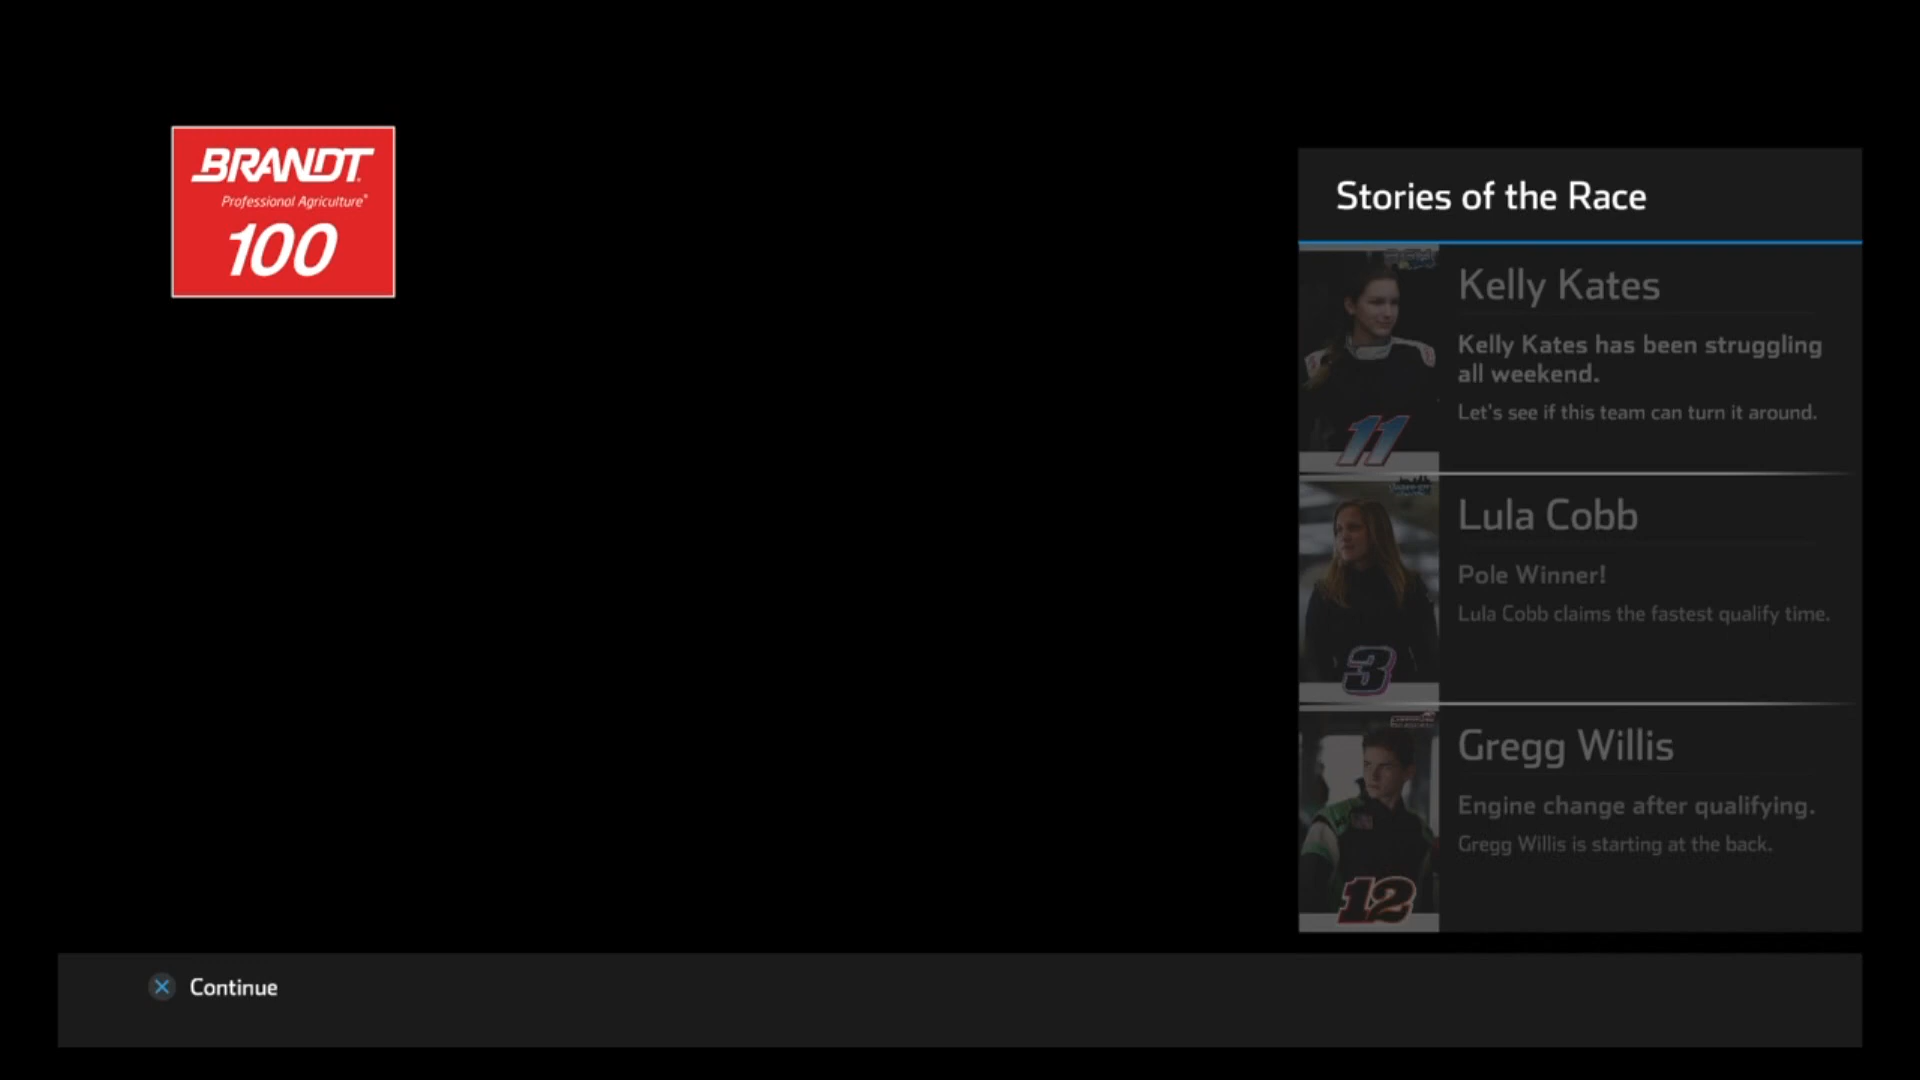 BRANDT
Professional Agriculture
100
Stories of the Race
Kelly Kates
Kelly Kates has been struggling
all weekend.
Let's see if this team can turn it around.
11
Lula Cobb
Pole Winner!
Lula Cobb claims the fastest qualify time.
3
Gregg Willis
Engine change after qualifying.
Gregg Willis is starting at the back.
12
Continue